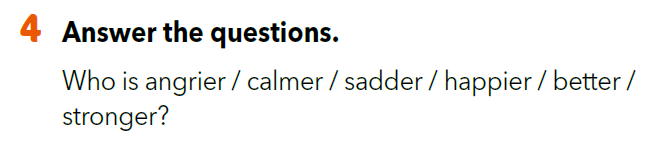 4 Answer the questions.
Who is angrier / calmer / sadder / happier / better /
stronger?